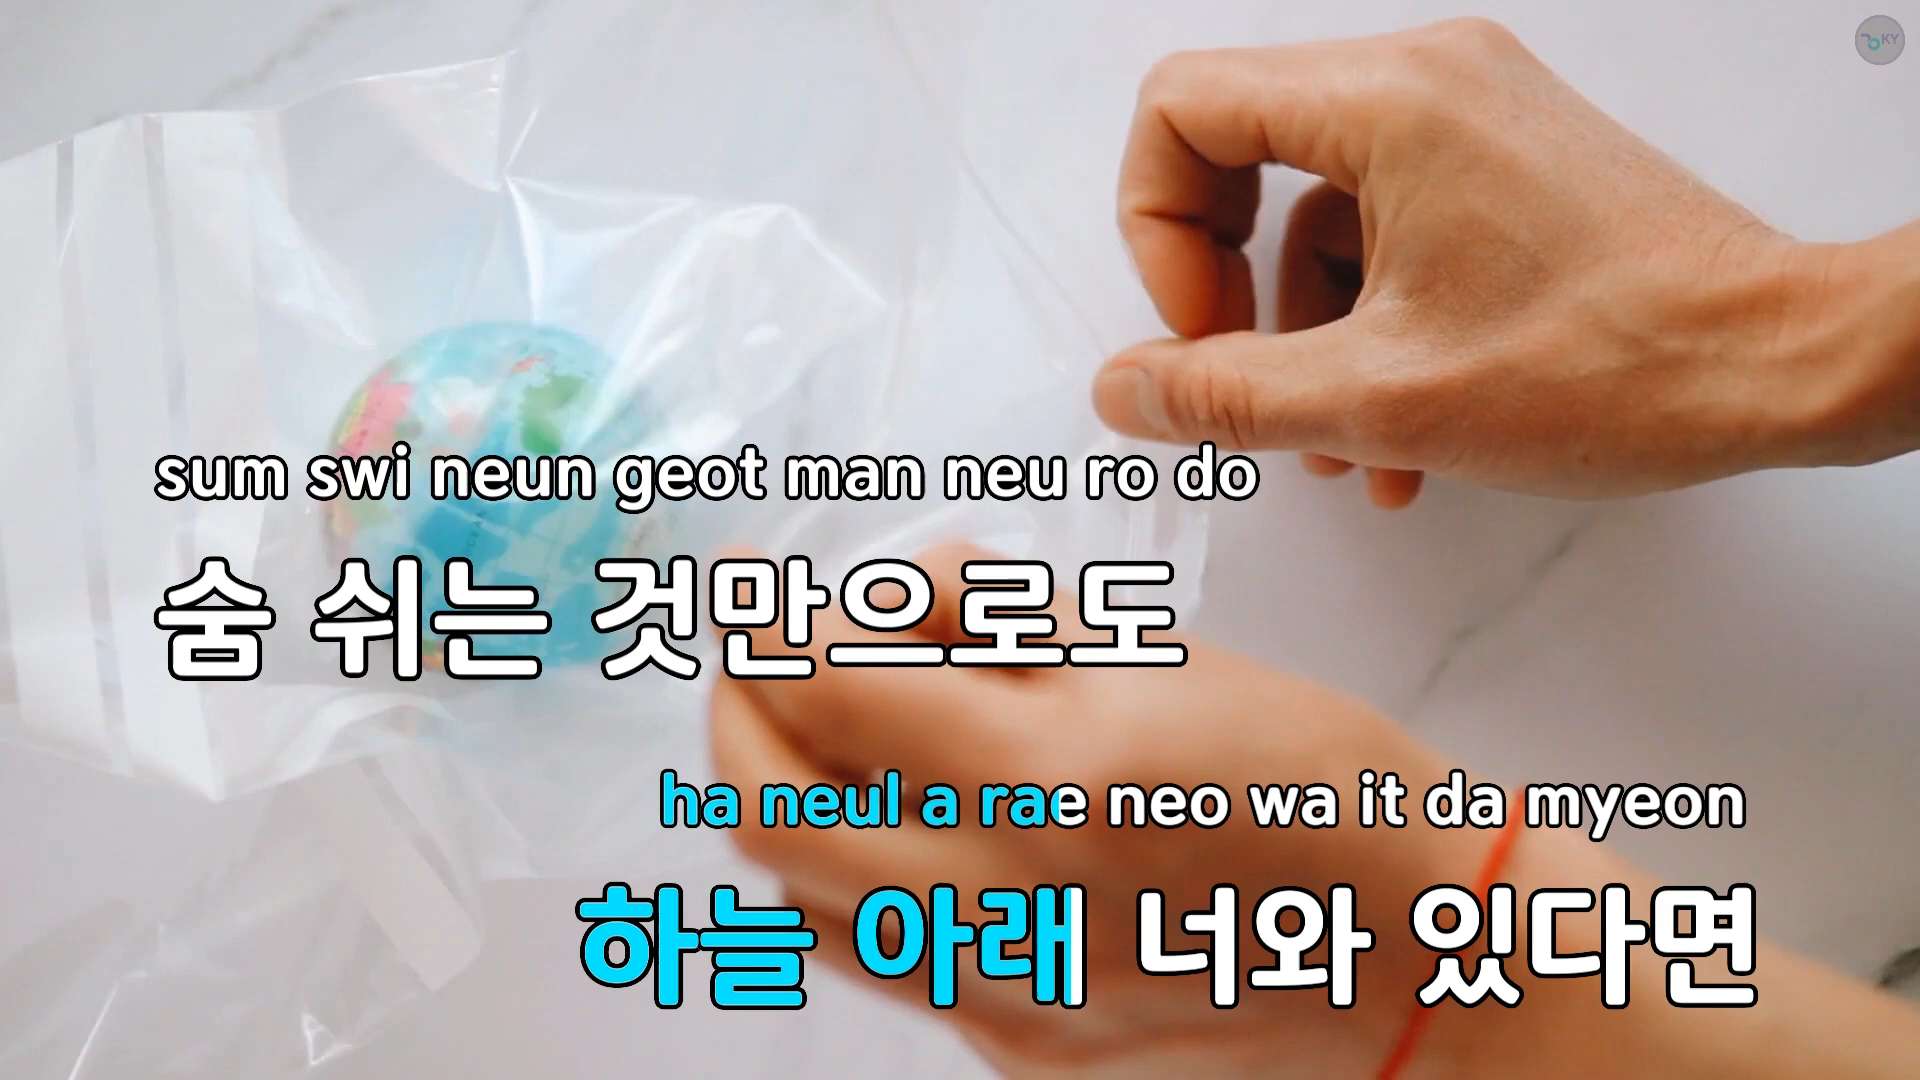 KY
sum swi neun geot man neu ro do
숨 쉬는 것만으로도
ha neul a rae neo wa it da myeon
하늘 아래 너와 있다면